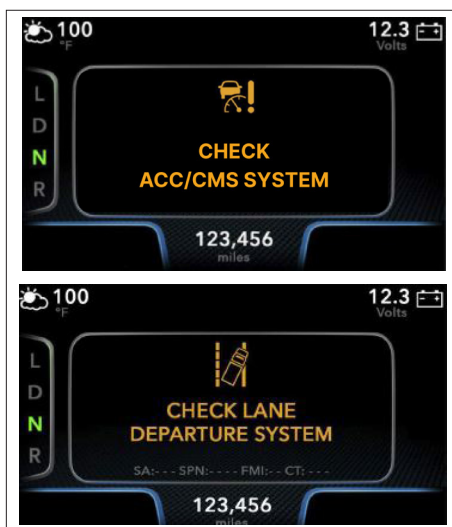 100
°F
12.3
Volts
L
D
N
R
CHECK
ACC/CMS SYSTEM
123,456
miles
100
°F
12.3
Volts
L
D
N
R
CHECK LANE
DEPARTURE SYSTEM
SA:- - - SPN:- - - - FMI:- - CT: - - -
123,456
miles